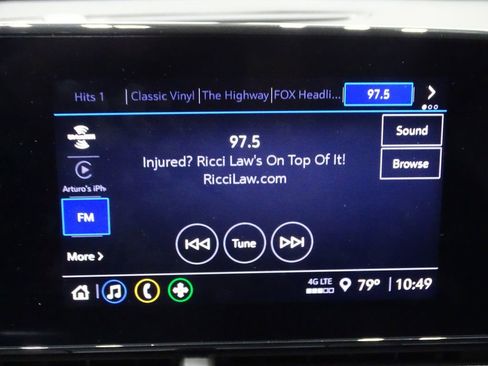 Hits 1 Classic Vinyl The Highway FOX Headli... 97.5
97.5
Injured? Ricci Law's On Top Of It!
RicciLaw.com
Sound
Browse
Arturo's iPh
FM
More
Tune
4G LTE 79° 10:49